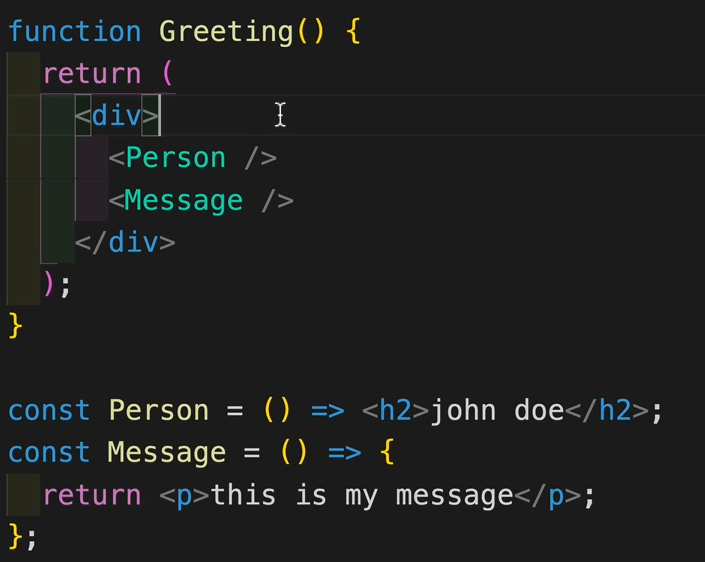 function Greeting() {
return (
<div>
<Person />
<Message />
</div>
);
}
const Person = () => <h2>john doe</h2>;
const Message = () => {
return <p>this is my message</p>;
};